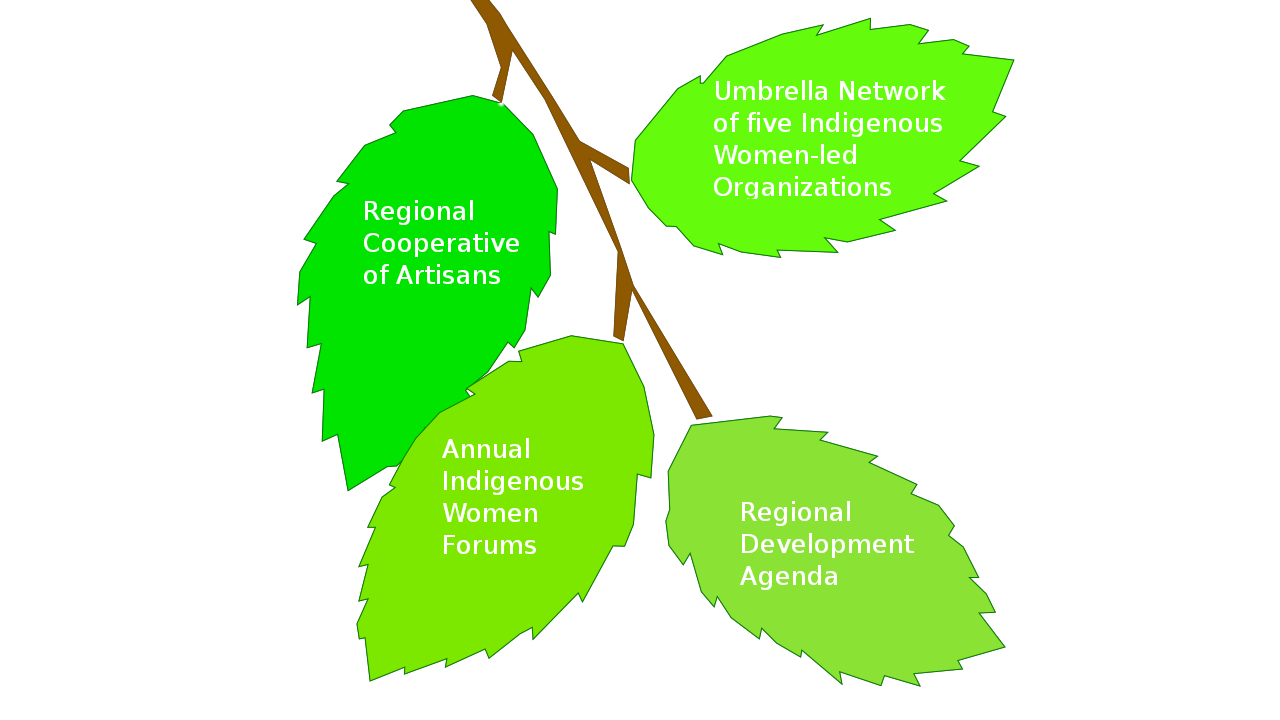 Umbrella Network
of five Indigenous
Women-led
Organizations
Regional
Cooperative
of Artisans
Annual
Indigenous
Women
Forums
Regional
Development
Agenda